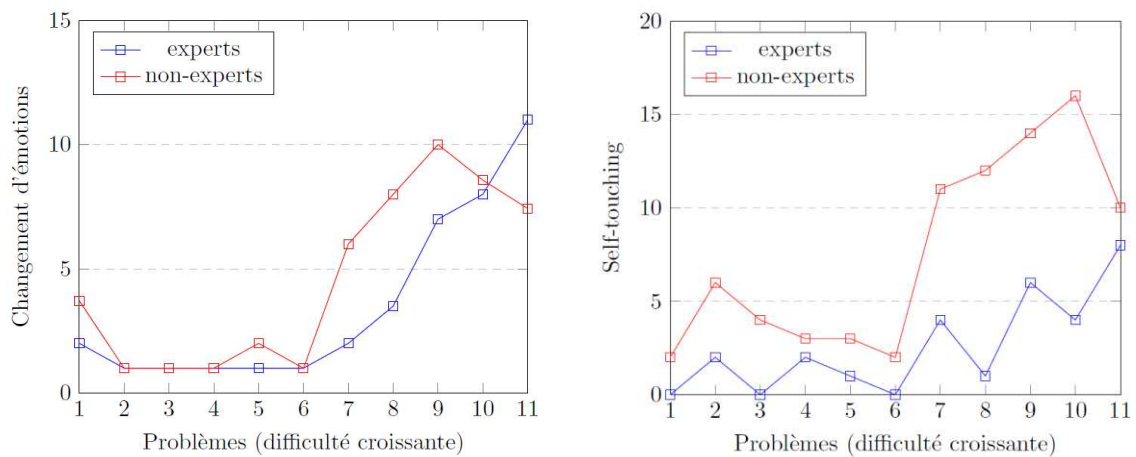 15
10
5
0
Changement d'émotions
experts
non-experts
1 2 3 4 5 6 7 8 9 10 11
Problèmes (difficulté croissante)
20
15
10
5
0
Self-touching
experts
non-experts
1 2 3 4 5 6 7 8 9 10 11
Problèmes (difficulté croissante)